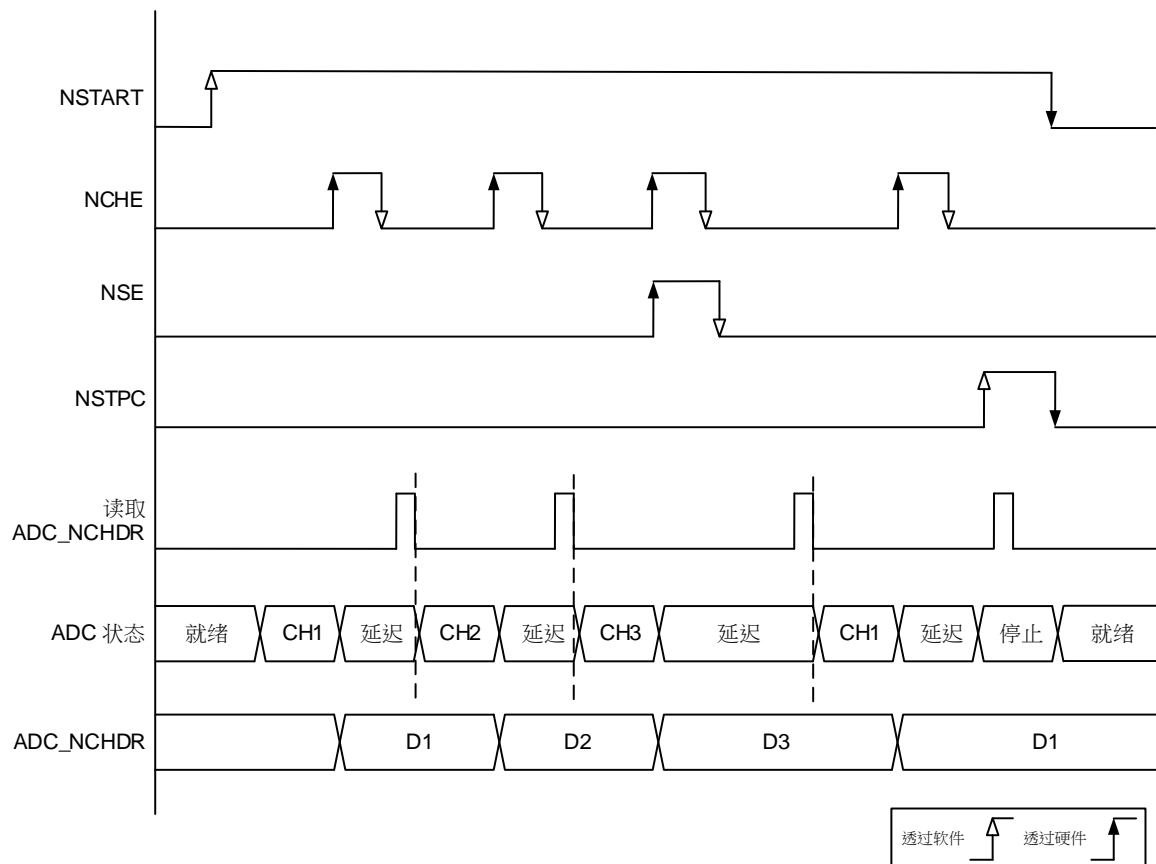 NSTART
NCHE
NSE
NSTPC
读取
ADC_NCHDR
ADC 状态
就绪
CH1
延迟
CH2
延迟
CH3
延迟
CH1
延迟
停止
就绪
ADC_NCHDR
D1
D2
D3
D1
透过软件
透过硬件